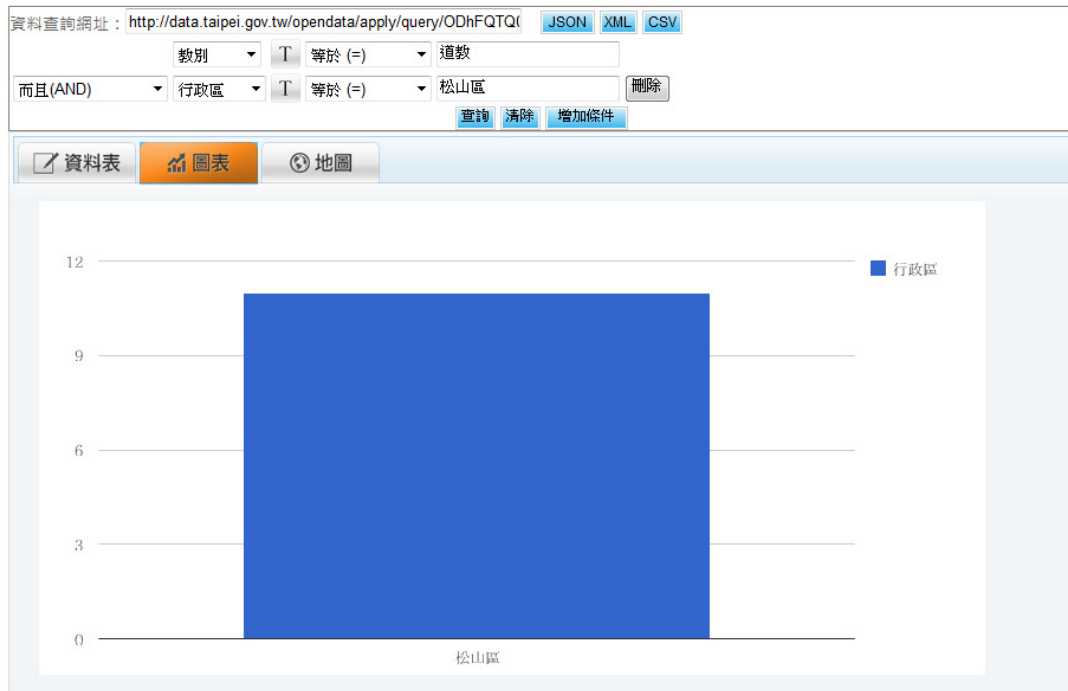 資料查詢網址： http://data.taipei.gov.tw/opendata/apply/query/ODhFQTQ( JSON XML CSV
教別 T 等於 (=) 道教
而且(AND) 行政區 T 等於 (=) 松山區 刪除
查詢 清除 增加條件
資料表 圖表 地圖
12
行政區
9
6
3
0
松山區